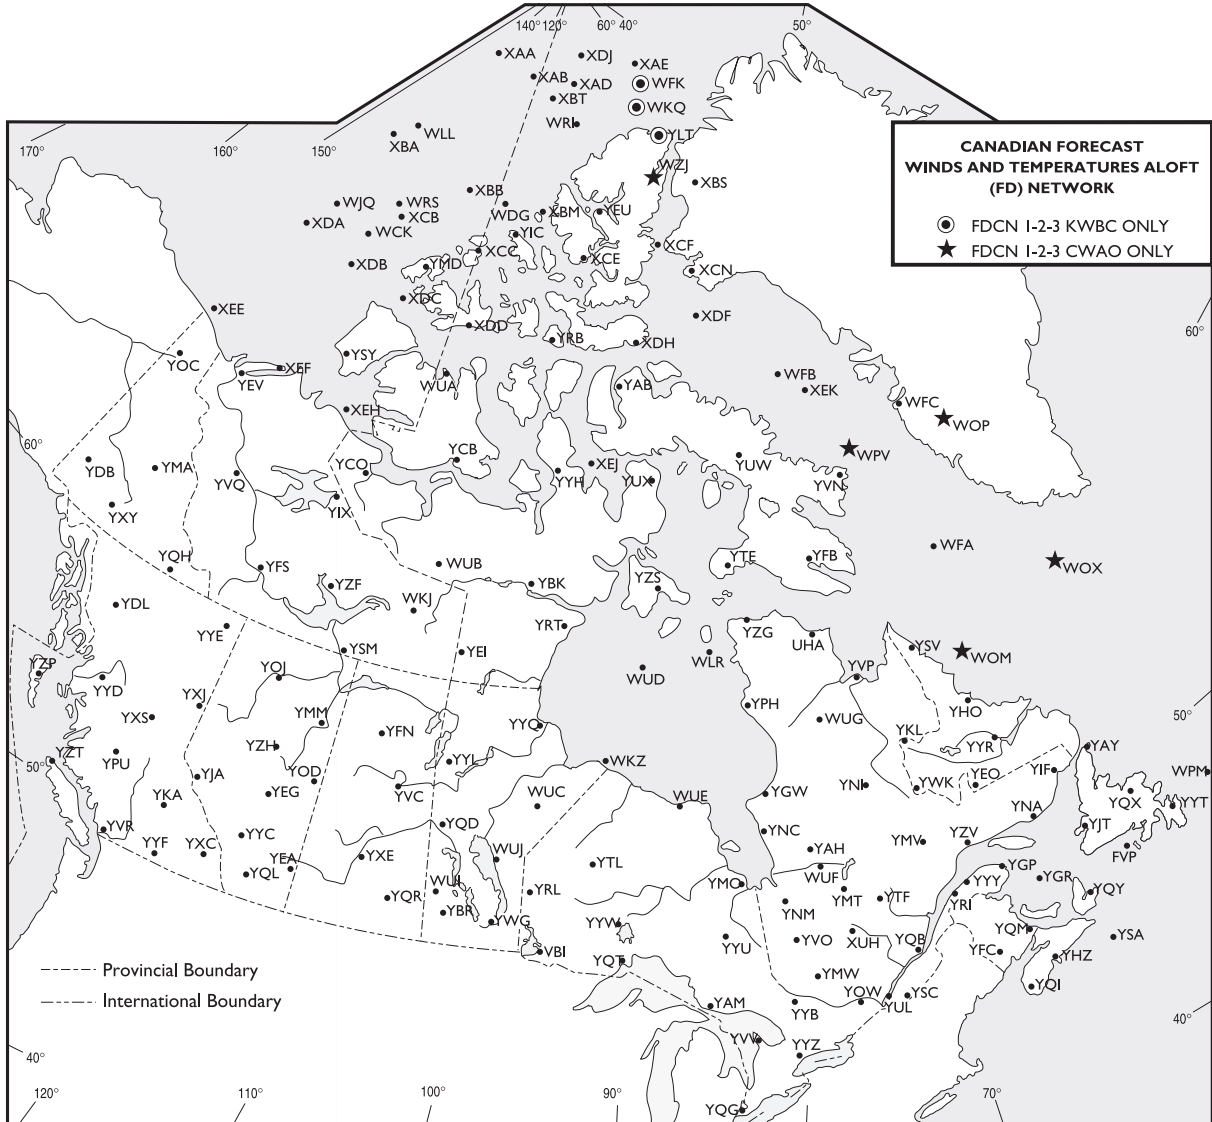 140° 120° 60° 40° 50°
XAA XDJ XAE
XAB XAD WFK
XBT WKQ
WRI YLT
170° 160° 150° XBA WLL
WZJ XBS
CANADIAN FORECAST
WINDS AND TEMPERATURES ALOFT
(FD) NETWORK
FDCN 1-2-3 KWBC ONLY
FDCN 1-2-3 CWAO ONLY
WJQ WRS XBB
XDA XCB WDG XBM YEU
WCK YIC
XCC XCE XCF
XDB YMD XCN
XEE XDC XDD XDF 60°
YRB XDH
YOC YSY
YEV XEF WUA YAB WFB
XEK
XEH WFC WOP
60° YCB WPV
YDB YMA YVQ YCO YYH XEJ YUX YUW YVN
YXY YIX
YQH YFS WUB YTE YFB WFA WOX
YZF YBK YZS
YDL WKJ
YYE YRT YZG UHA
YSM YEI WLR YSV WOM
YZP YYD YOJ WUD YVP
YXJ YPH YHO
YXS YMM YFN YYQ WUG 50°
YKL YYR
YZT YPU YZH YYL WKZ YAY
50° YJA YOD YIF WPM
YEG YVC YGW YNI YWK YEO YQX
YKA WUC WUE YYT
YVR YQD YNC YNA YJT
YYF YXC YYC YMV YZV FVP
YEA YXE WUJ YTL YAH
YQL WUF YGP YGR
YMO YYY YQY
YQR WUI YRL YMT YTF YRI
YBR YNM
YWG YYW YQM
YYU YVO XUH YQB YSA
VBI YQT YFC YHZ
Provincial Boundary
International Boundary
YMW YQI
YAM YYB YOW YUL YSC
40°
YVV YYZ
40°
120° 110° 100° 90° 70°
YQG